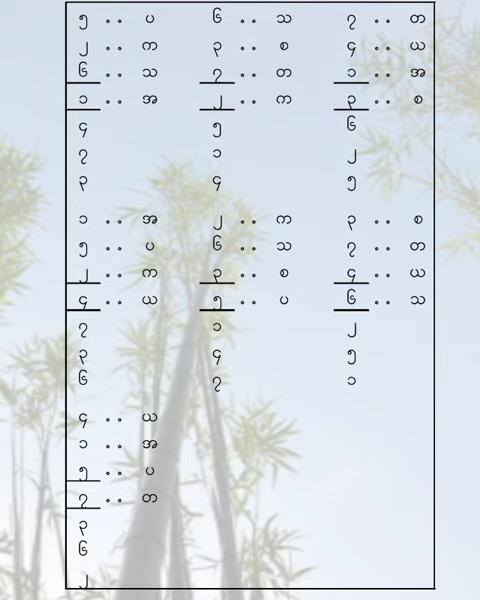 ၅ .. ပ ၆ .. သ ၇ .. တ
၂ .. က ၃ .. စ ၄ .. ယ
၆ .. သ ၇ .. တ ၁ .. အ
၁ .. အ ၂ .. က ၃ .. စ
၄ ၅ ၆
၇ ၁ ၂
၃ ၄ ၅
၁ .. အ ၂ .. က ၃ .. စ
၅ .. ပ ၆ .. သ ၇ .. တ
၂ .. က ၃ .. စ ၄ .. ယ
၄ .. ယ ၅ .. ပ ၆ .. သ
၇ ၁ ၂
၃ ၄ ၅
၆ ၇ ၁
၄ .. ယ
၁ .. အ
၅ .. ပ
၇ .. တ
၃
၆
၂